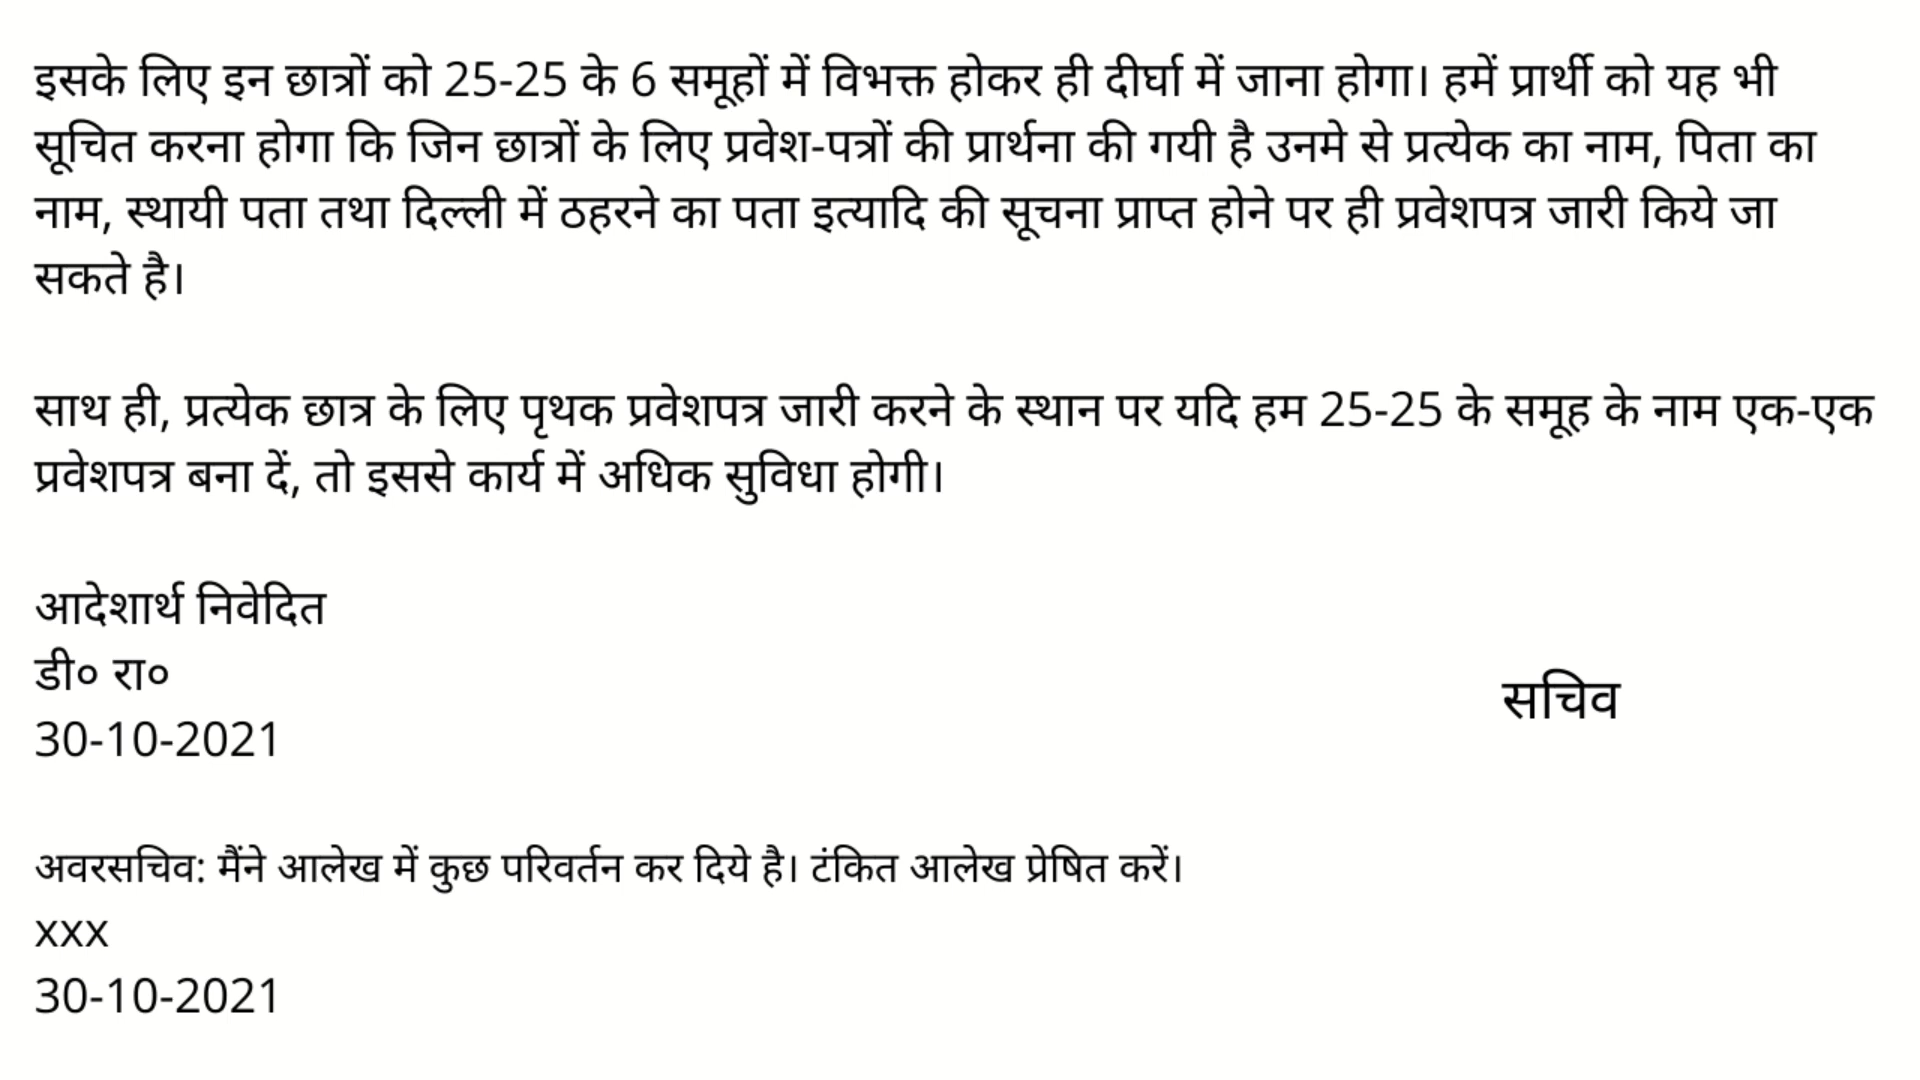 इसके लिए इन छात्रों को 25-25 के 6 समूहों में विभक्त होकर ही दीर्घा में जाना होगा। हमें प्रार्थी को यह भी
सूचित करना होगा कि जिन छात्रों के लिए प्रवेश-पत्रों की प्रार्थना की गयी है उनमे से प्रत्येक का नाम, पिता का
नाम, स्थायी पता तथा दिल्ली में ठहरने का पता इत्यादि की सूचना प्राप्त होने पर ही प्रवेशपत्र जारी किये जा
सकते है।
साथ ही, प्रत्येक छात्र के लिए पृथक प्रवेशपत्र जारी करने के स्थान पर यदि हम 25-25 के समूह के नाम एक-एक
प्रवेशपत्र बना दें, तो इससे कार्य में अधिक सुविधा होगी।
आदेशार्थ निवेदित
डी० रा०
सचिव
30-10-2021
अवरसचिव: मैंने आलेख में कुछ परिवर्तन कर दिये है। टंकित आलेख प्रेषित करें।
xxx
30-10-2021